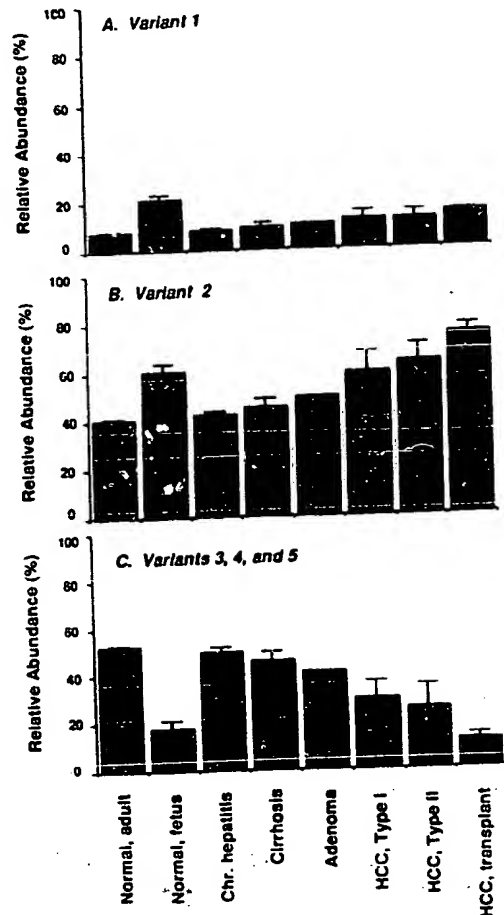 A. Variant 1
Relative Abundance (%)
100
80
60
40
20
0
B. Variant 2
Relative Abundance (%)
100
80
60
40
20
0
C. Variants 3, 4, and 5
Relative Abundance (%)
100
80
60
40
20
0
Normal, adult
Normal, fetus
Chr. hepatitis
Cirrhosis
Adenoma
HCC, Type I
HCC, Type II
HCC, transplant